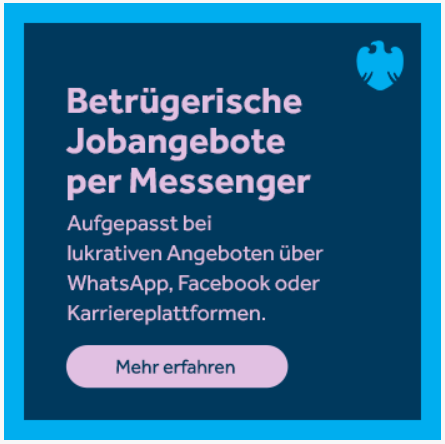 Betrügerische
Jobangebote
per Messenger
Aufgepasst bei
lukrativen Angeboten über
WhatsApp, Facebook oder
Karriereplattformen.
Mehr erfahren